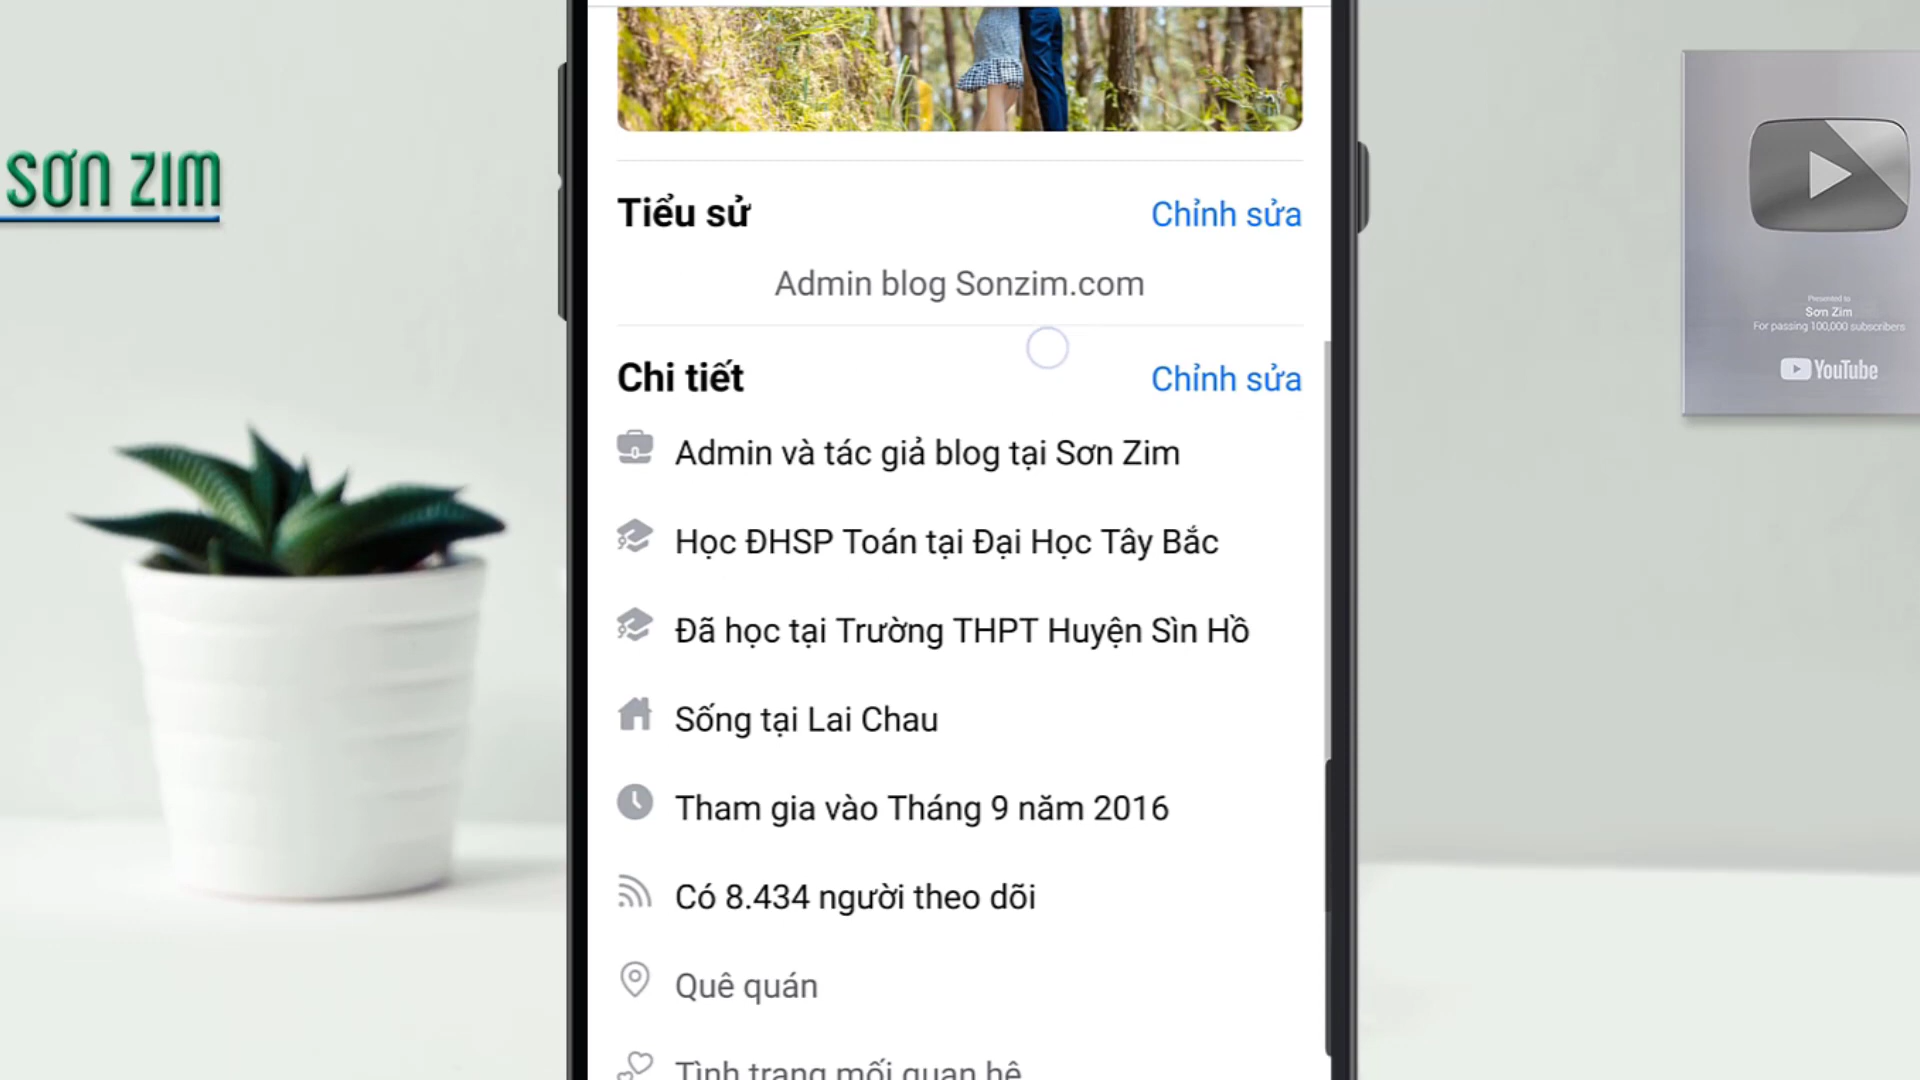 SƠN ZIM
Tiểu sử
Chỉnh sửa
Admin blog Sonzim.com
Chi tiết
Chỉnh sửa
Admin và tác giả blog tại Sơn Zim
Học ĐHSP Toán tại Đại Học Tây Bắc
Đã học tại Trường THPT Huyện Sìn Hồ
Sống tại Lai Chau
Tham gia vào Tháng 9 năm 2016
Có 8.434 người theo dõi
Quê quán
Tình trạng mối quan hệ
Presented to
Sơn Zim
For passing 100,000 subscribers
YouTube